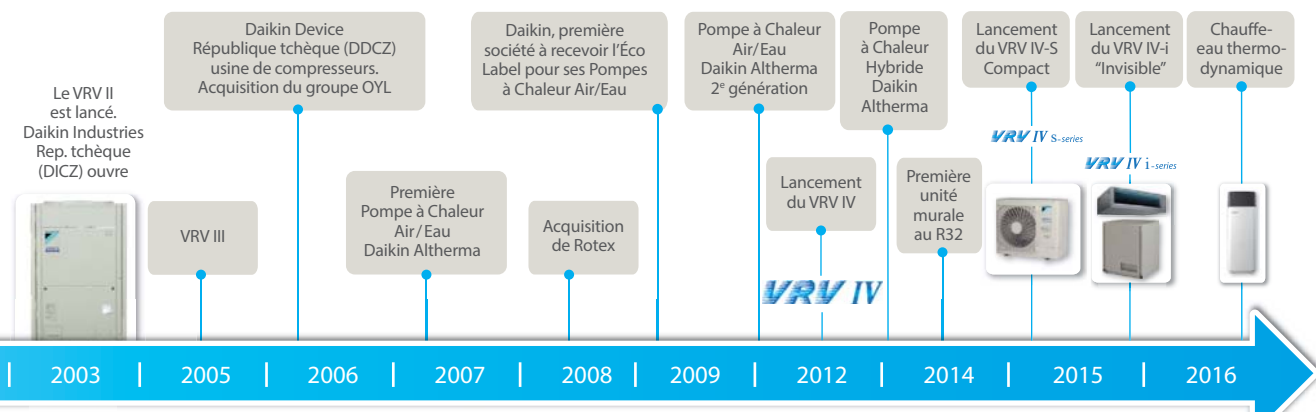 Le VRV II
est lancé.
Daikin Industries
Rep. tchèque
(DICZ) ouvre
VRV III
Daikin Device
République tchèque (DDCZ)
usine de compresseurs.
Acquisition du groupe OYL
Première
Pompe à Chaleur
Air/Eau
Daikin Altherma
Acquisition
de Rotex
Daikin, première
société à recevoir l'Éco
Label pour ses Pompes
à Chaleur Air/Eau
Pompe à Chaleur
Air/Eau
Daikin Altherma
2e génération
Lancement
du VRV IV
VRV IV
Pompe
à Chaleur
Hybride
Daikin
Altherma
Première
unité
murale
au R32
Lancement
du VRV IV-S
Compact
VRV IV S-series
Lancement
du VRV IV-i
“Invisible”
VRV IV i-series
Chauffe-
eau thermo-
dynamique
2003
2005
2006
2007
2008
2009
2012
2014
2015
2016